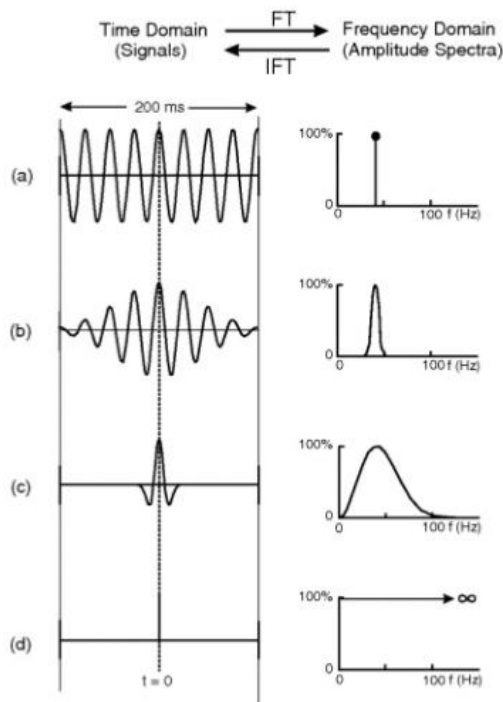 Time Domain FT Frequency Domain
(Signals) IFT (Amplitude Spectra)
200 ms
(a) 100% 0 0 100 f (Hz)
(b) 100% 0 0 100 f (Hz)
(c) 100% 0 0 100 f (Hz)
(d) 100% ∞ 0 0 100 f (Hz)
t = 0